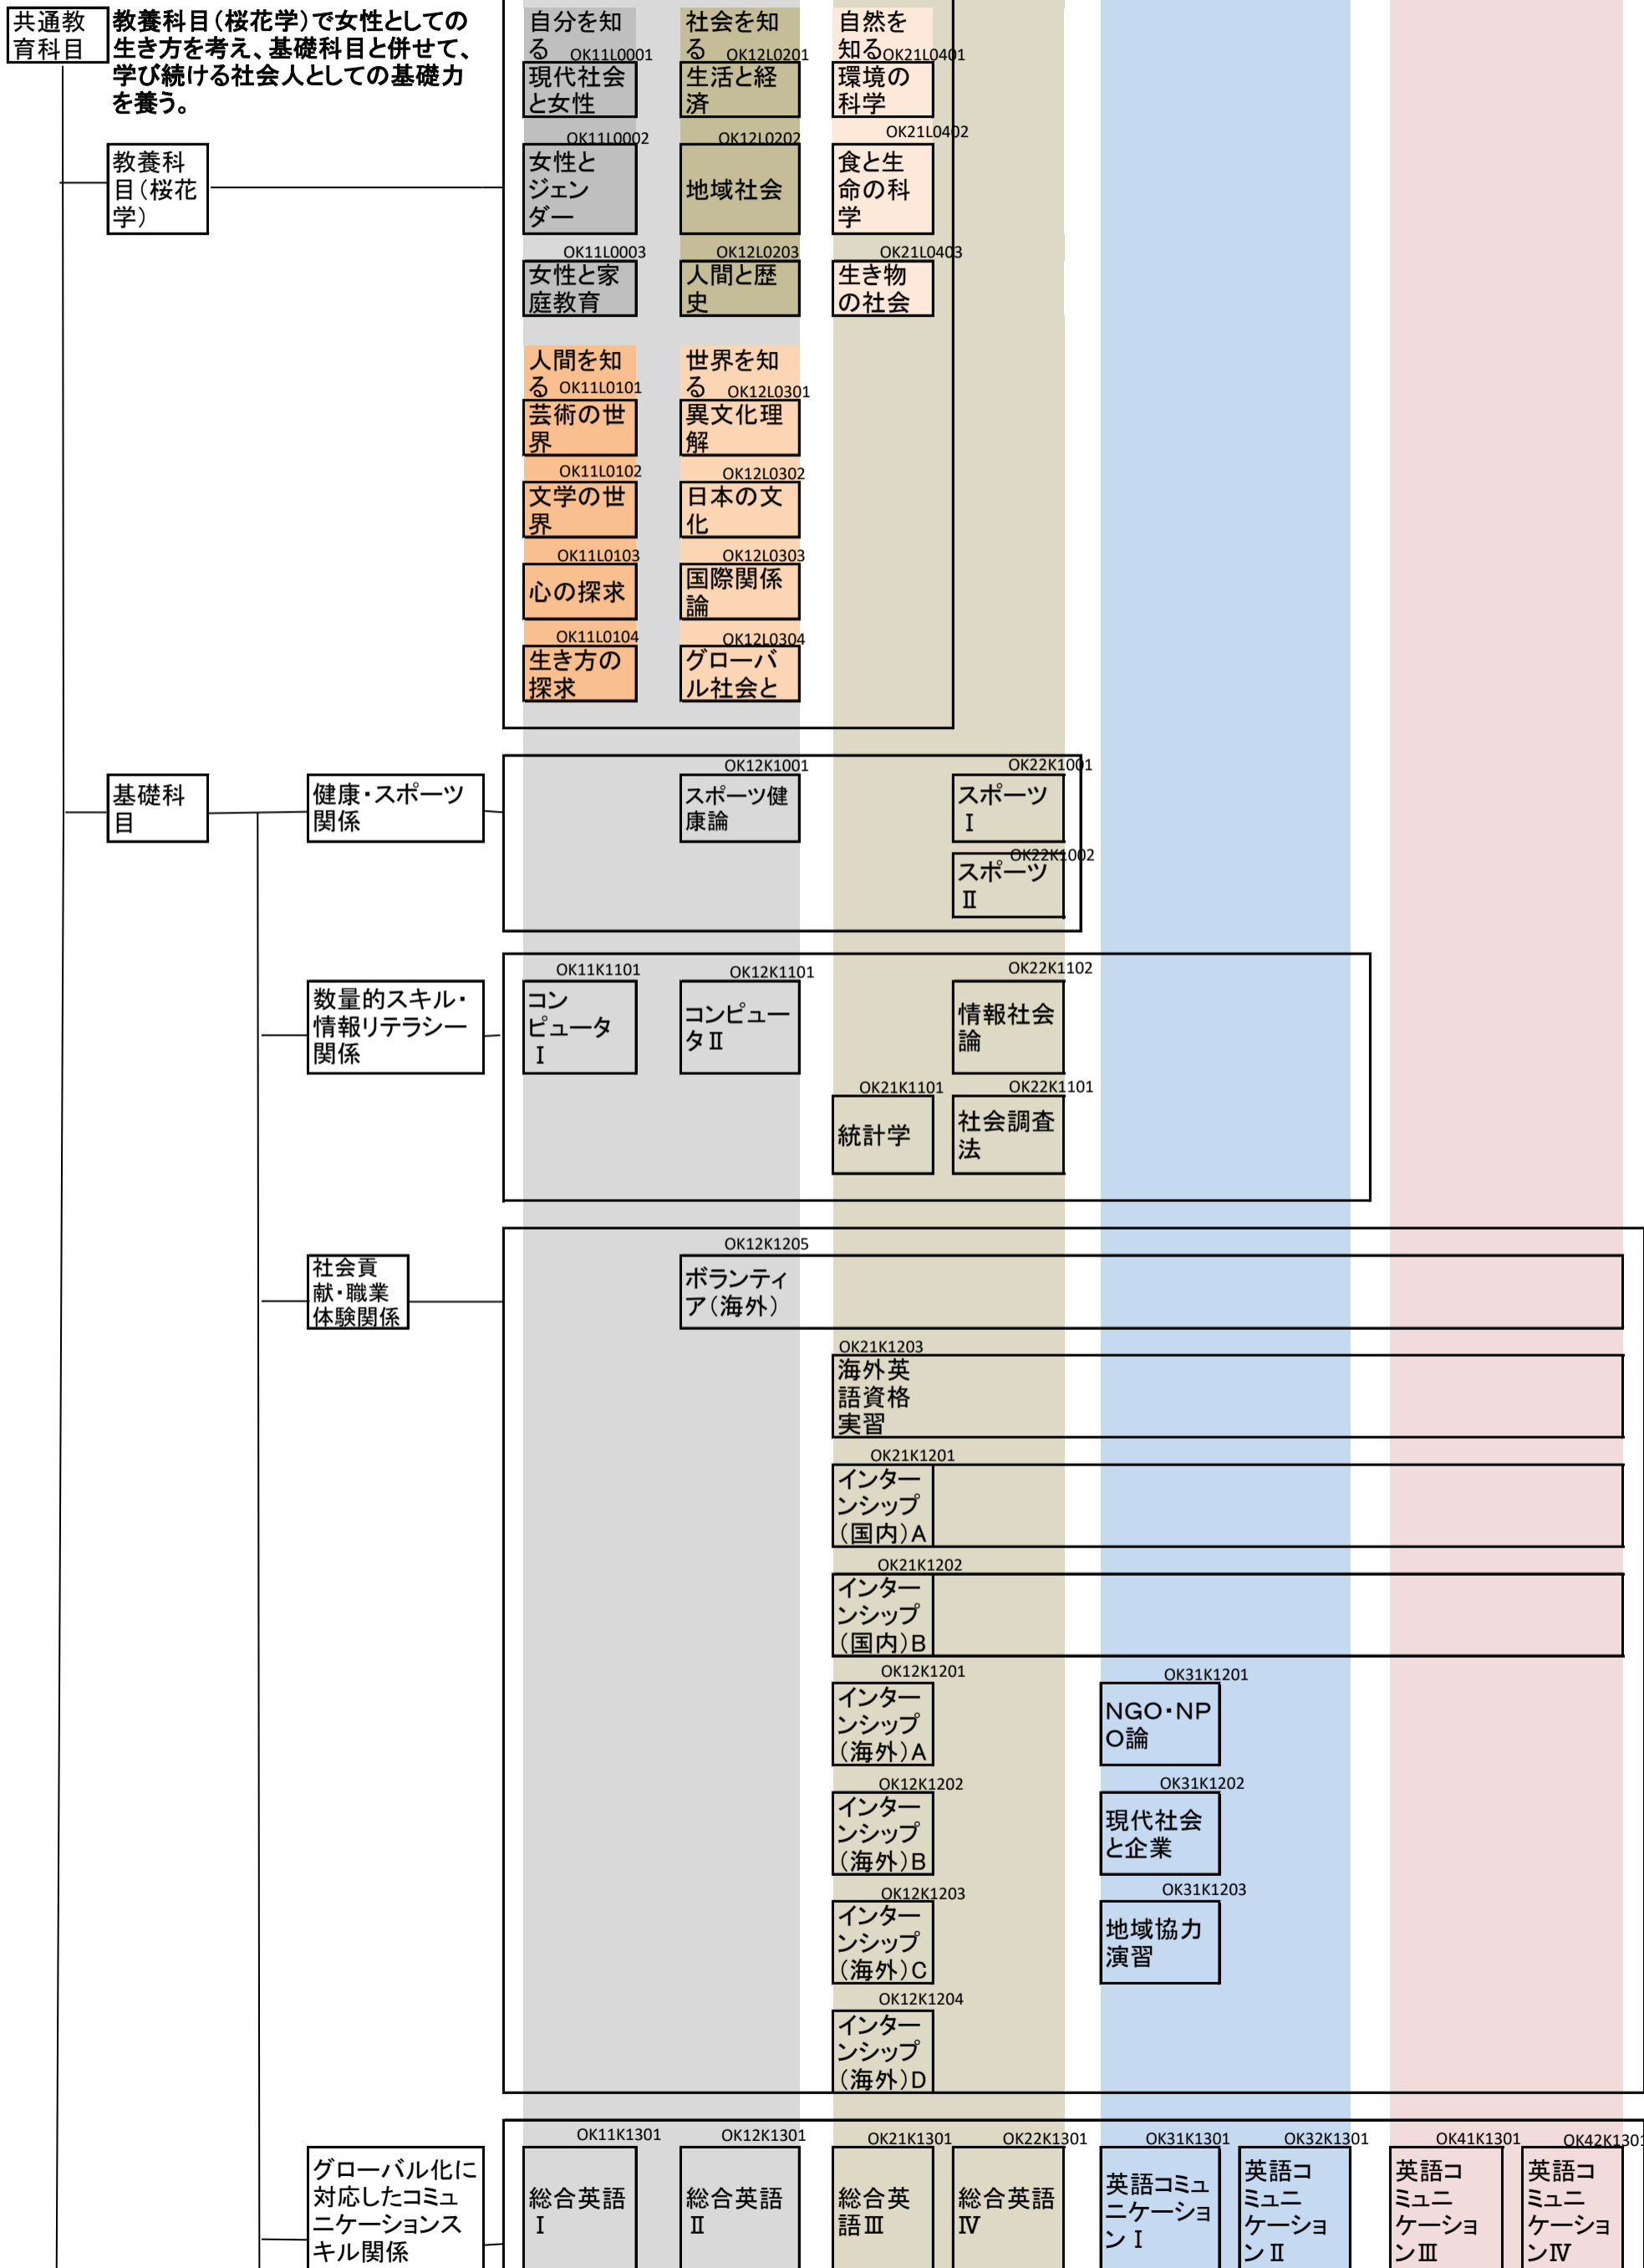 共通教
育科目
教養科目（桜花学）で女性としての
生き方を考え、基礎科目と併せて、
学び続ける社会人としての基礎力
を養う。
自分を知
る
社会を知
る
自然を
知る
OK11L0001
OK12L0201
OK21L0401
現代社会
と女性
生活と経
済
環境の
科学
教養科
目（桜花
学）
OK11L0002
OK12L0202
OK21L0402
女性と
ジェン
ダー
地域社会
食と生
命の科
学
OK11L0003
OK12L0203
OK21L0403
女性と家
庭教育
人間と歴
史
生き物
の社会
人間を知
る
世界を知
る
OK11L0101
OK12L0301
芸術の世
界
異文化理
解
OK11L0102
OK12L0302
文学の世
界
日本の文
化
OK11L0103
OK12L0303
心の探求
国際関係
論
OK11L0104
OK12L0304
生き方の
探求
グローバ
ル社会と
基礎科
目
健康・スポーツ
関係
OK12K1001
OK22K1001
スポーツ健
康論
スポーツ
Ⅰ
OK22K1002
スポーツ
Ⅱ
数量的スキル・
情報リテラシー
関係
OK11K1101
OK12K1101
OK22K1102
コン
ピュータ
Ⅰ
コンピュー
タⅡ
情報社会
論
OK21K1101
OK22K1101
統計学
社会調査
法
社会貢
献・職業
体験関係
OK12K1205
ボランティ
ア（海外）
OK21K1203
海外英
語資格
実習
OK21K1201
インター
ンシップ
（国内）A
OK21K1202
インター
ンシップ
（国内）B
OK12K1201
OK31K1201
インター
ンシップ
（海外）A
NGO・NP
O論
OK12K1202
OK31K1202
インター
ンシップ
（海外）B
現代社会
と企業
OK12K1203
OK31K1203
インター
ンシップ
（海外）C
地域協力
演習
OK12K1204
インター
ンシップ
（海外）D
グローバル化に
対応したコミュ
ニケーションス
キル関係
OK11K1301
OK12K1301
OK21K1301
OK22K1301
OK31K1301
OK32K1301
OK41K1301
OK42K1301
総合英語
Ⅰ
総合英語
Ⅱ
総合英
語Ⅲ
総合英語
Ⅳ
英語コミュ
ニケーショ
ンⅠ
英語コ
ミュニ
ケーショ
ンⅡ
英語コ
ミュニ
ケーショ
ンⅢ
英語コ
ミュニ
ケーショ
ンⅣ